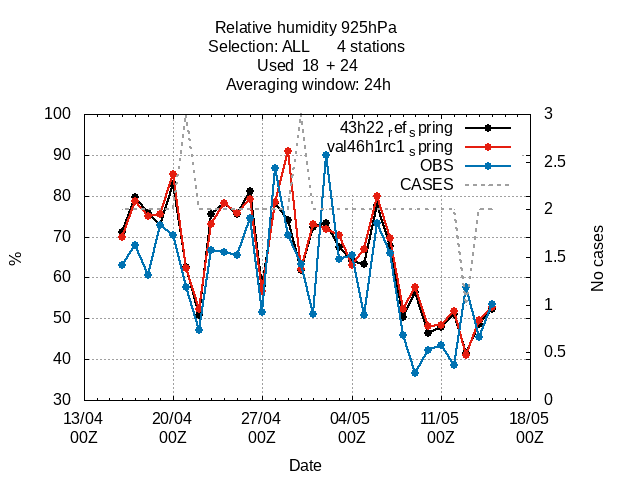 Relative humidity 925hPa
Selection: ALL 4 stations
Used 18 + 24
Averaging window: 24h
43h22 refspring
val46h1rc1 spring
OBS
CASES
100
90
80
70
60
50
40
30
%
3
2.5
2
1.5
1
0.5
0
No cases
13/04 20/04 27/04 04/05 11/05 18/05
00Z 00Z 00Z 00Z 00Z 00Z
Date